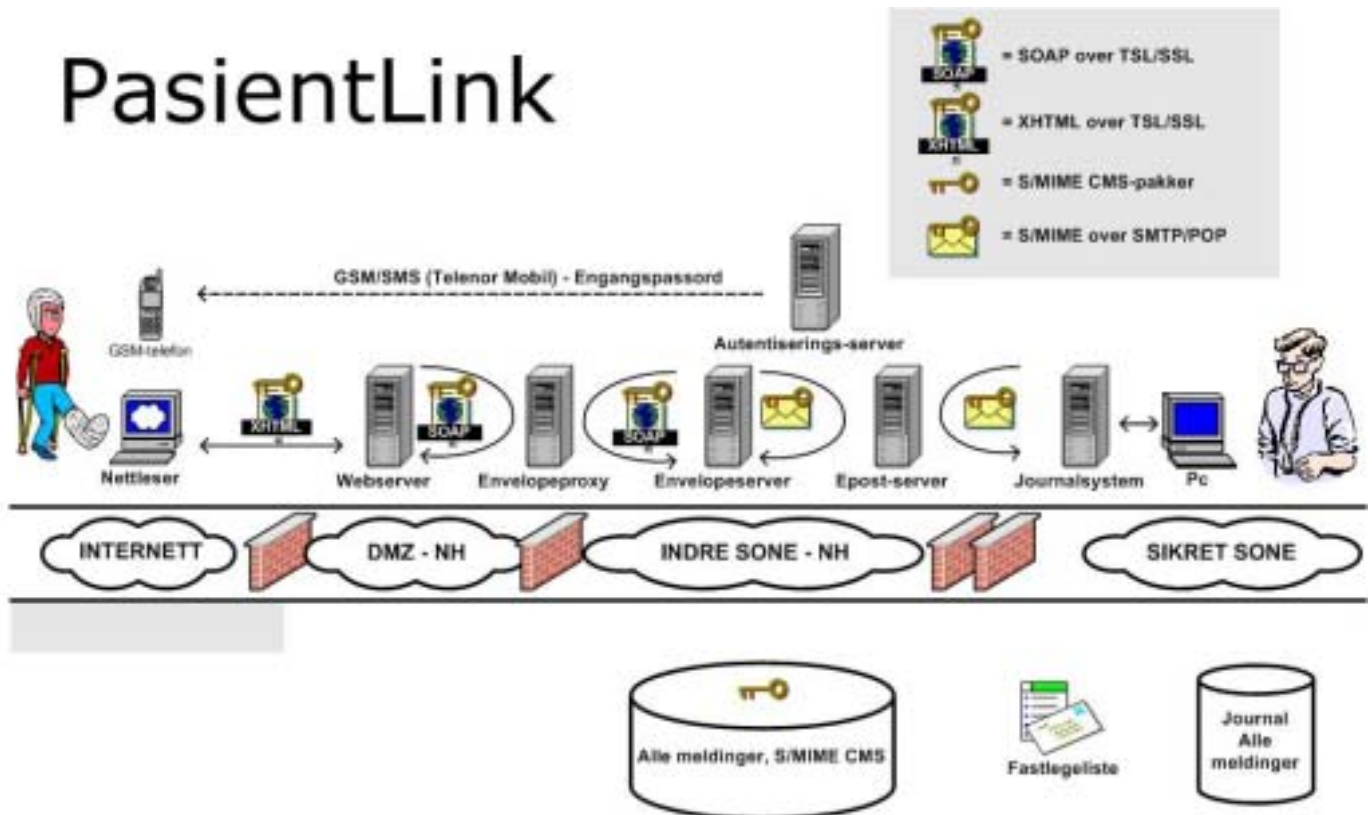 PasientLink
= SOAP over TSL/SSL
SOAP
= XHTML over TSL/SSL
XHTML
= S/MIME CMS-pakker
= S/MIME over SMTP/POP
GSM/SMS (Telenor Mobil) - Engangspassord
GSM-telefon
Autentiserings-server
XHTML
SOAP
SOAP
Nettleser
Webserver
Envelopeproxy
Envelopeserver
Epost-server
Journalsystem
Pc
INTERNETT
DMZ - NH
INDRE SONE - NH
SIKRET SONE
Alle meldinger, S/MIME CMS
Fastlegeliste
Journal
Alle
meldinger